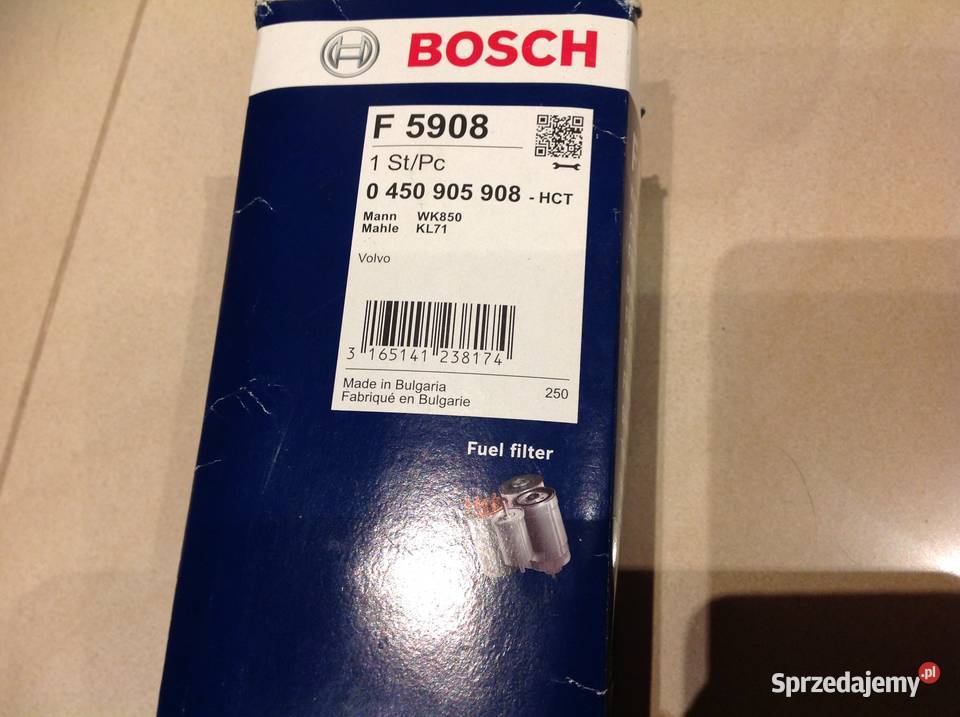 BOSCH
F 5908
1 St/Pc
0 450 905 908 - HCT
Mann WK850
Mahle KL71
Volvo
3 165141 238174
Made in Bulgaria
Fabriqué en Bulgarie
250
Fuel filter
Sprzedajemy.pl